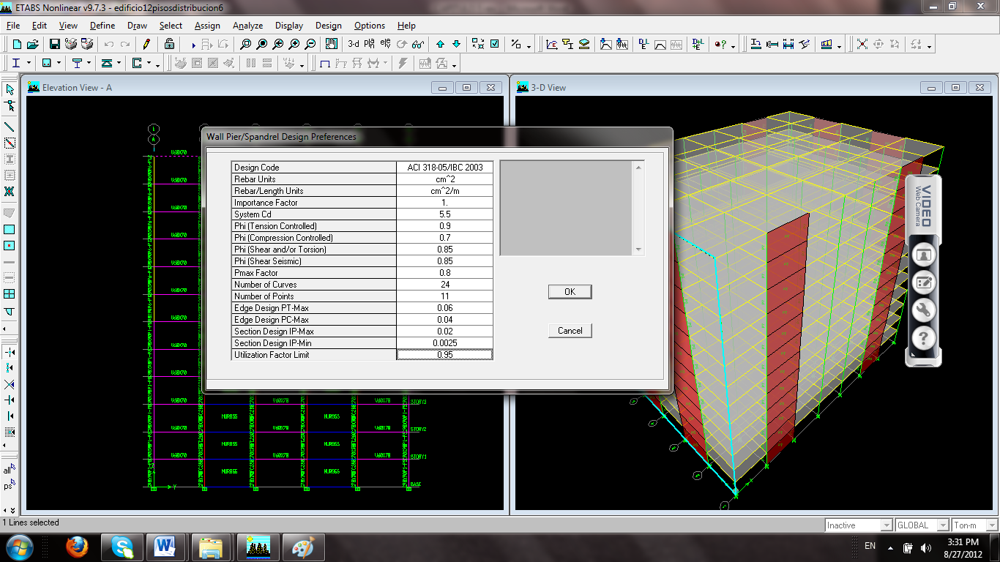 ETABS Nonlinear v9.7.3 - edificio12pisosdistribucion6
File Edit View Define Draw Select Assign Analyze Display Design Options Help
Elevation View - A
3-D View
Wall Pier/Spandrel Design Preferences
Design Code ACI 318-05/IBC 2003
Rebar Units cm^2
Rebar/Length Units cm^2/m
Importance Factor 1.
System Cd 5.5
Phi (Tension Controlled) 0.9
Phi (Compression Controlled) 0.7
Phi (Shear and/or Torsion) 0.85
Phi (Shear Seismic) 0.85
Pmax Factor 0.8
Number of Curves 24
Number of Points 11
Edge Design PT-Max 0.06
Edge Design PC-Max 0.04
Section Design IP-Max 0.02
Section Design IP-Min 0.0025
Utilization Factor Limit 0.95
OK
Cancel
VIDEO
Web Camera
STORY3
STORY2
STORY1
BASE
all
ps
1 Lines selected
Inactive GLOBAL Ton-m
EN
3:31 PM
8/27/2012